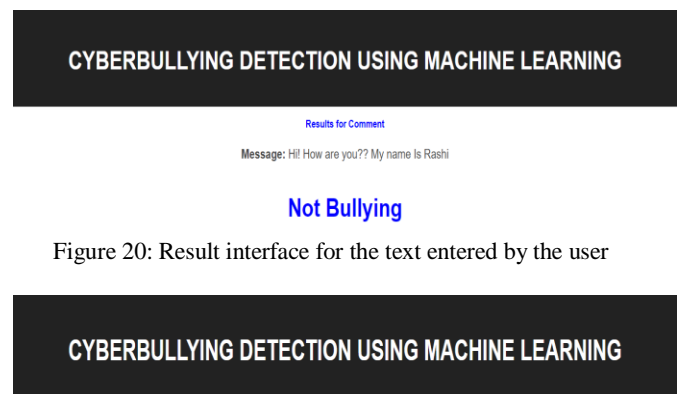 CYBERBULLYING DETECTION USING MACHINE LEARNING
Results for Comment
Message: Hi! How are you?? My name Is Rashi
Not Bullying
Figure 20: Result interface for the text entered by the user
CYBERBULLYING DETECTION USING MACHINE LEARNING